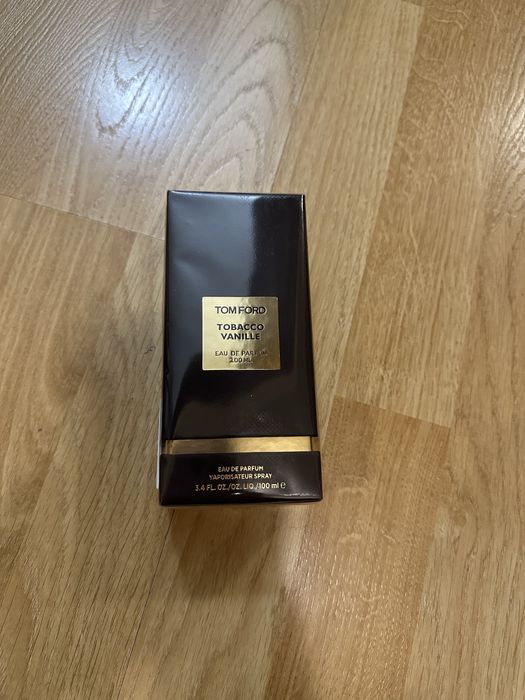 TOM FORD
TOBACCO
VANILLE
EAU DE PARFUM
EAU DE PARFUM
VAPORISATEUR SPRAY
3.4 FL. OZ./OZ. LIQ./100 ml ℮